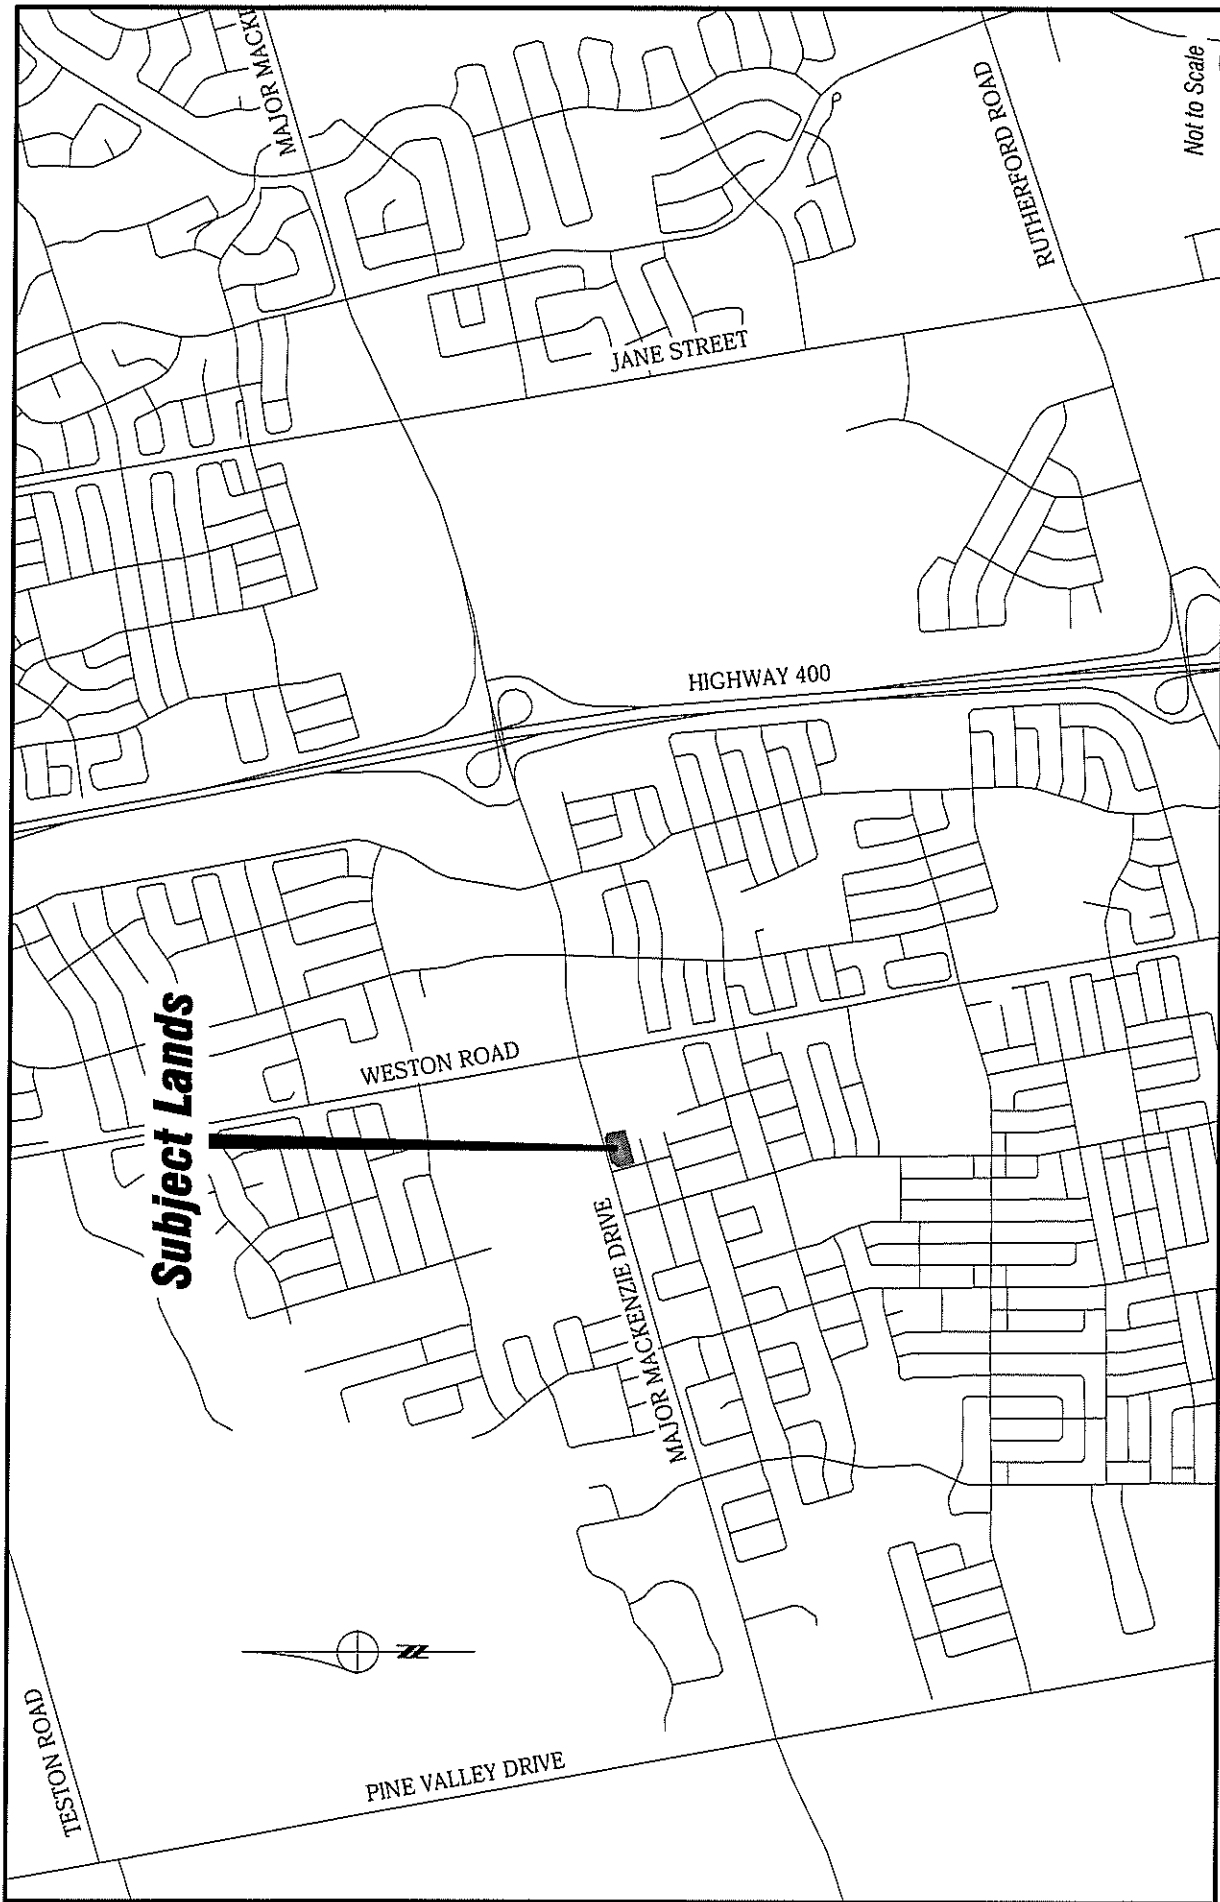 MAJOR MACKE
RUTHERFORD ROAD
Not to Scale
JANE STREET
HIGHWAY 400
Subject Lands
WESTON ROAD
MAJOR MACKENZIE DRIVE
N
TESTON ROAD
PINE VALLEY DRIVE